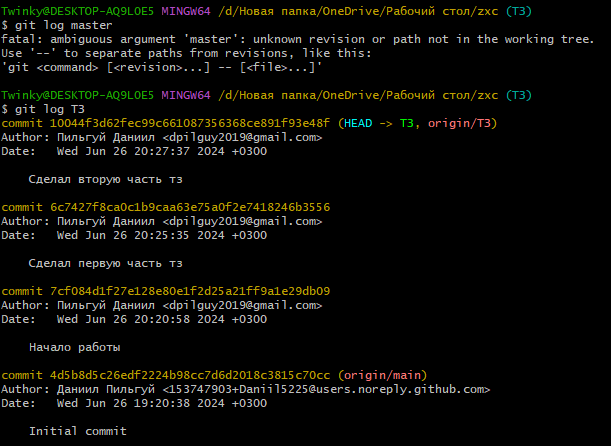 Twinky@DESKTOP-AQ9LOE5 MINGW64 /d/Новая папка/OneDrive/Рабочий стол/zxc (ТЗ)
$ git log master
fatal: ambiguous argument 'master': unknown revision or path not in the working tree.
Use '--' to separate paths from revisions, like this:
'git <command> [<revision>...] -- [<file>...]'
Twinky@DESKTOP-AQ9LOE5 MINGW64 /d/Новая папка/OneDrive/Рабочий стол/zxc (ТЗ)
$ git log ТЗ
commit 10044f3d62fec99c661087356368ce891f93e48f (HEAD -> ТЗ, origin/ТЗ)
Author: Пильгуй Даниил <dpilguy2019@gmail.com>
Date:   Wed Jun 26 20:27:37 2024 +0300
Сделал вторую часть тз
commit 6c7427f8ca0c1b9caa63e75a0f2e7418246b3556
Author: Пильгуй Даниил <dpilguy2019@gmail.com>
Date:   Wed Jun 26 20:25:35 2024 +0300
Сделал первую часть тз
commit 7cf084d1f27e128e80e1f2d25a21ff9a1e29db09
Author: Пильгуй Даниил <dpilguy2019@gmail.com>
Date:   Wed Jun 26 20:20:58 2024 +0300
Начало работы
commit 4d5b8d5c26edf2224b98cc7d6d2018c3815c70cc (origin/main)
Author: Даниил Пильгуй <153747903+Daniil5225@users.noreply.github.com>
Date:   Wed Jun 26 19:20:38 2024 +0300
Initial commit